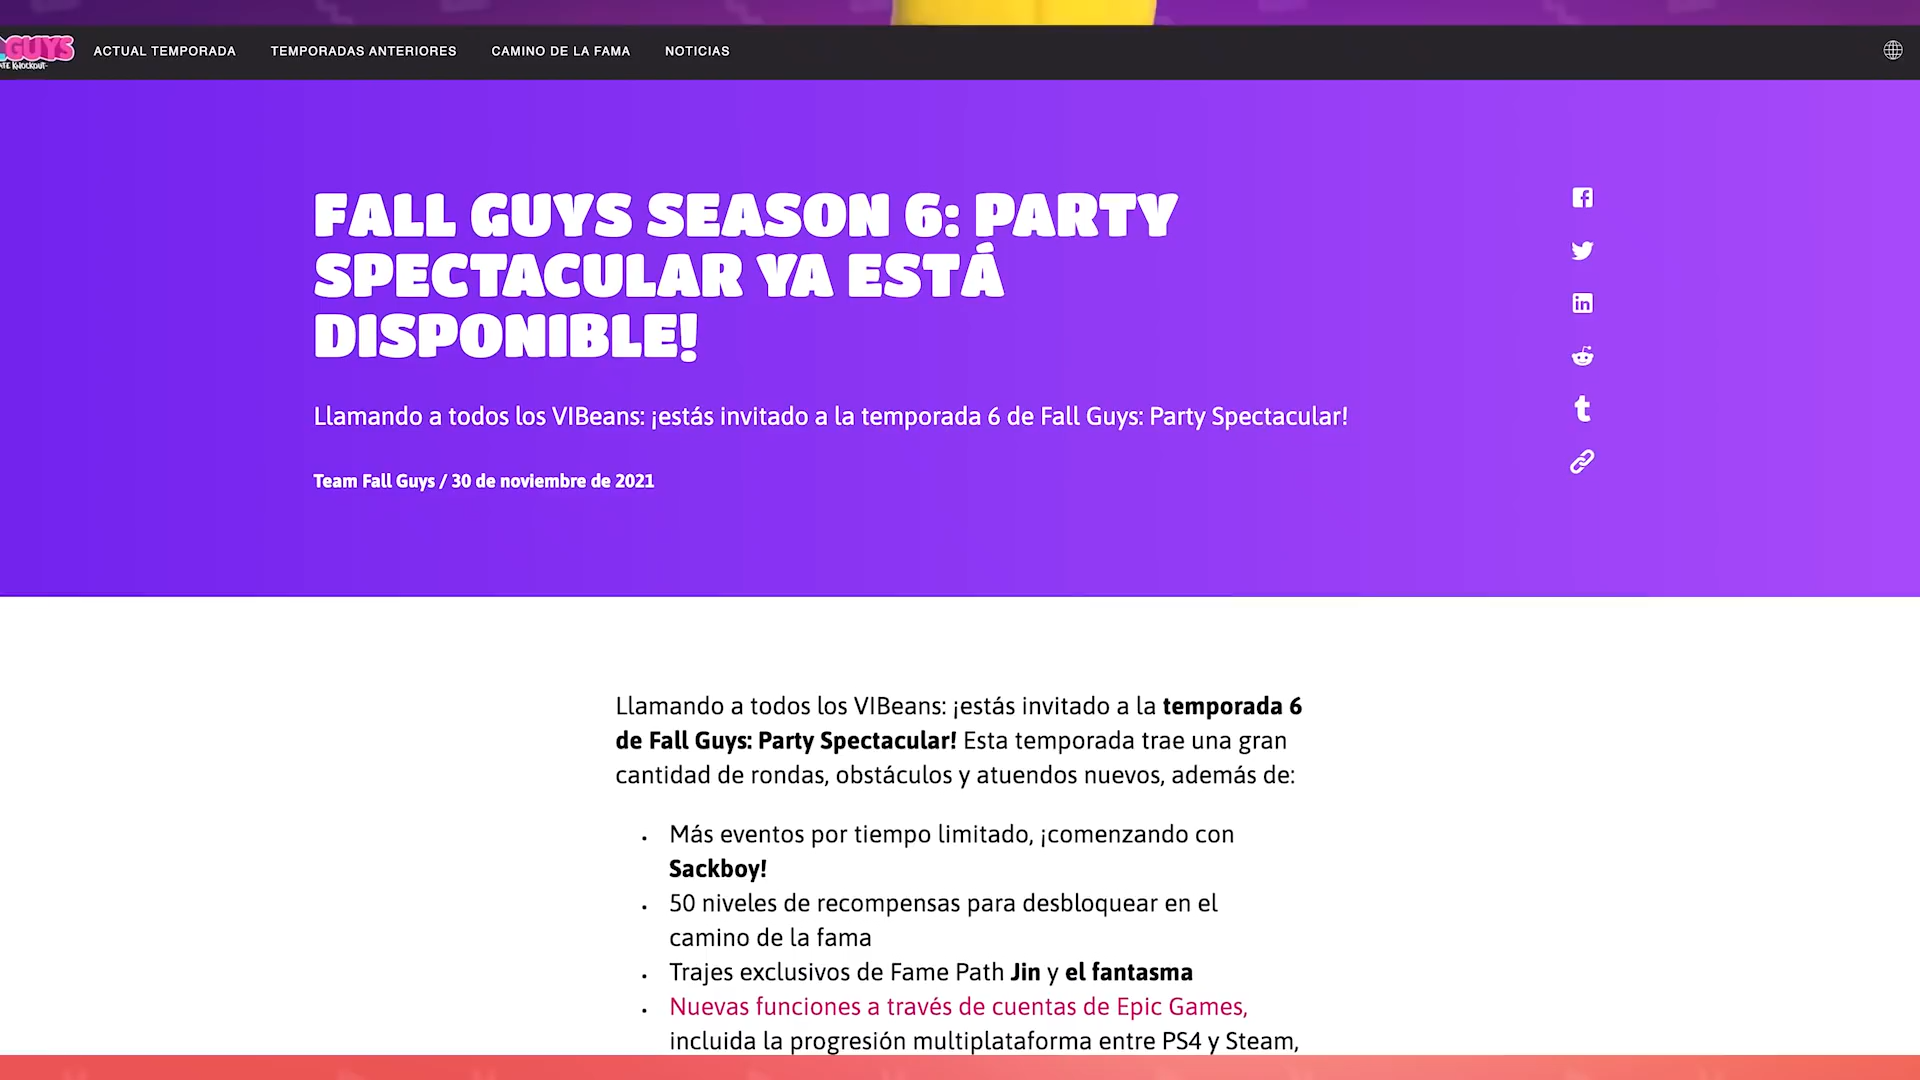 GUYS
ACTUAL TEMPORADA
TEMPORADAS ANTERIORES
CAMINO DE LA FAMA
NOTICIAS
FALL GUYS SEASON 6: PARTY
SPECTACULAR YA ESTÁ
DISPONIBLE!
Llamando a todos los VIBeans: ¡estás invitado a la temporada 6 de Fall Guys: Party Spectacular!
Team Fall Guys / 30 de noviembre de 2021
Llamando a todos los VIBeans: ¡estás invitado a la temporada 6
de Fall Guys: Party Spectacular! Esta temporada trae una gran
cantidad de rondas, obstáculos y atuendos nuevos, además de:
Más eventos por tiempo limitado, ¡comenzando con
Sackboy!
50 niveles de recompensas para desbloquear en el
camino de la fama
Trajes exclusivos de Fame Path Jin y el fantasma
Nuevas funciones a través de cuentas de Epic Games,
incluida la progresión multiplataforma entre PS4 y Steam,